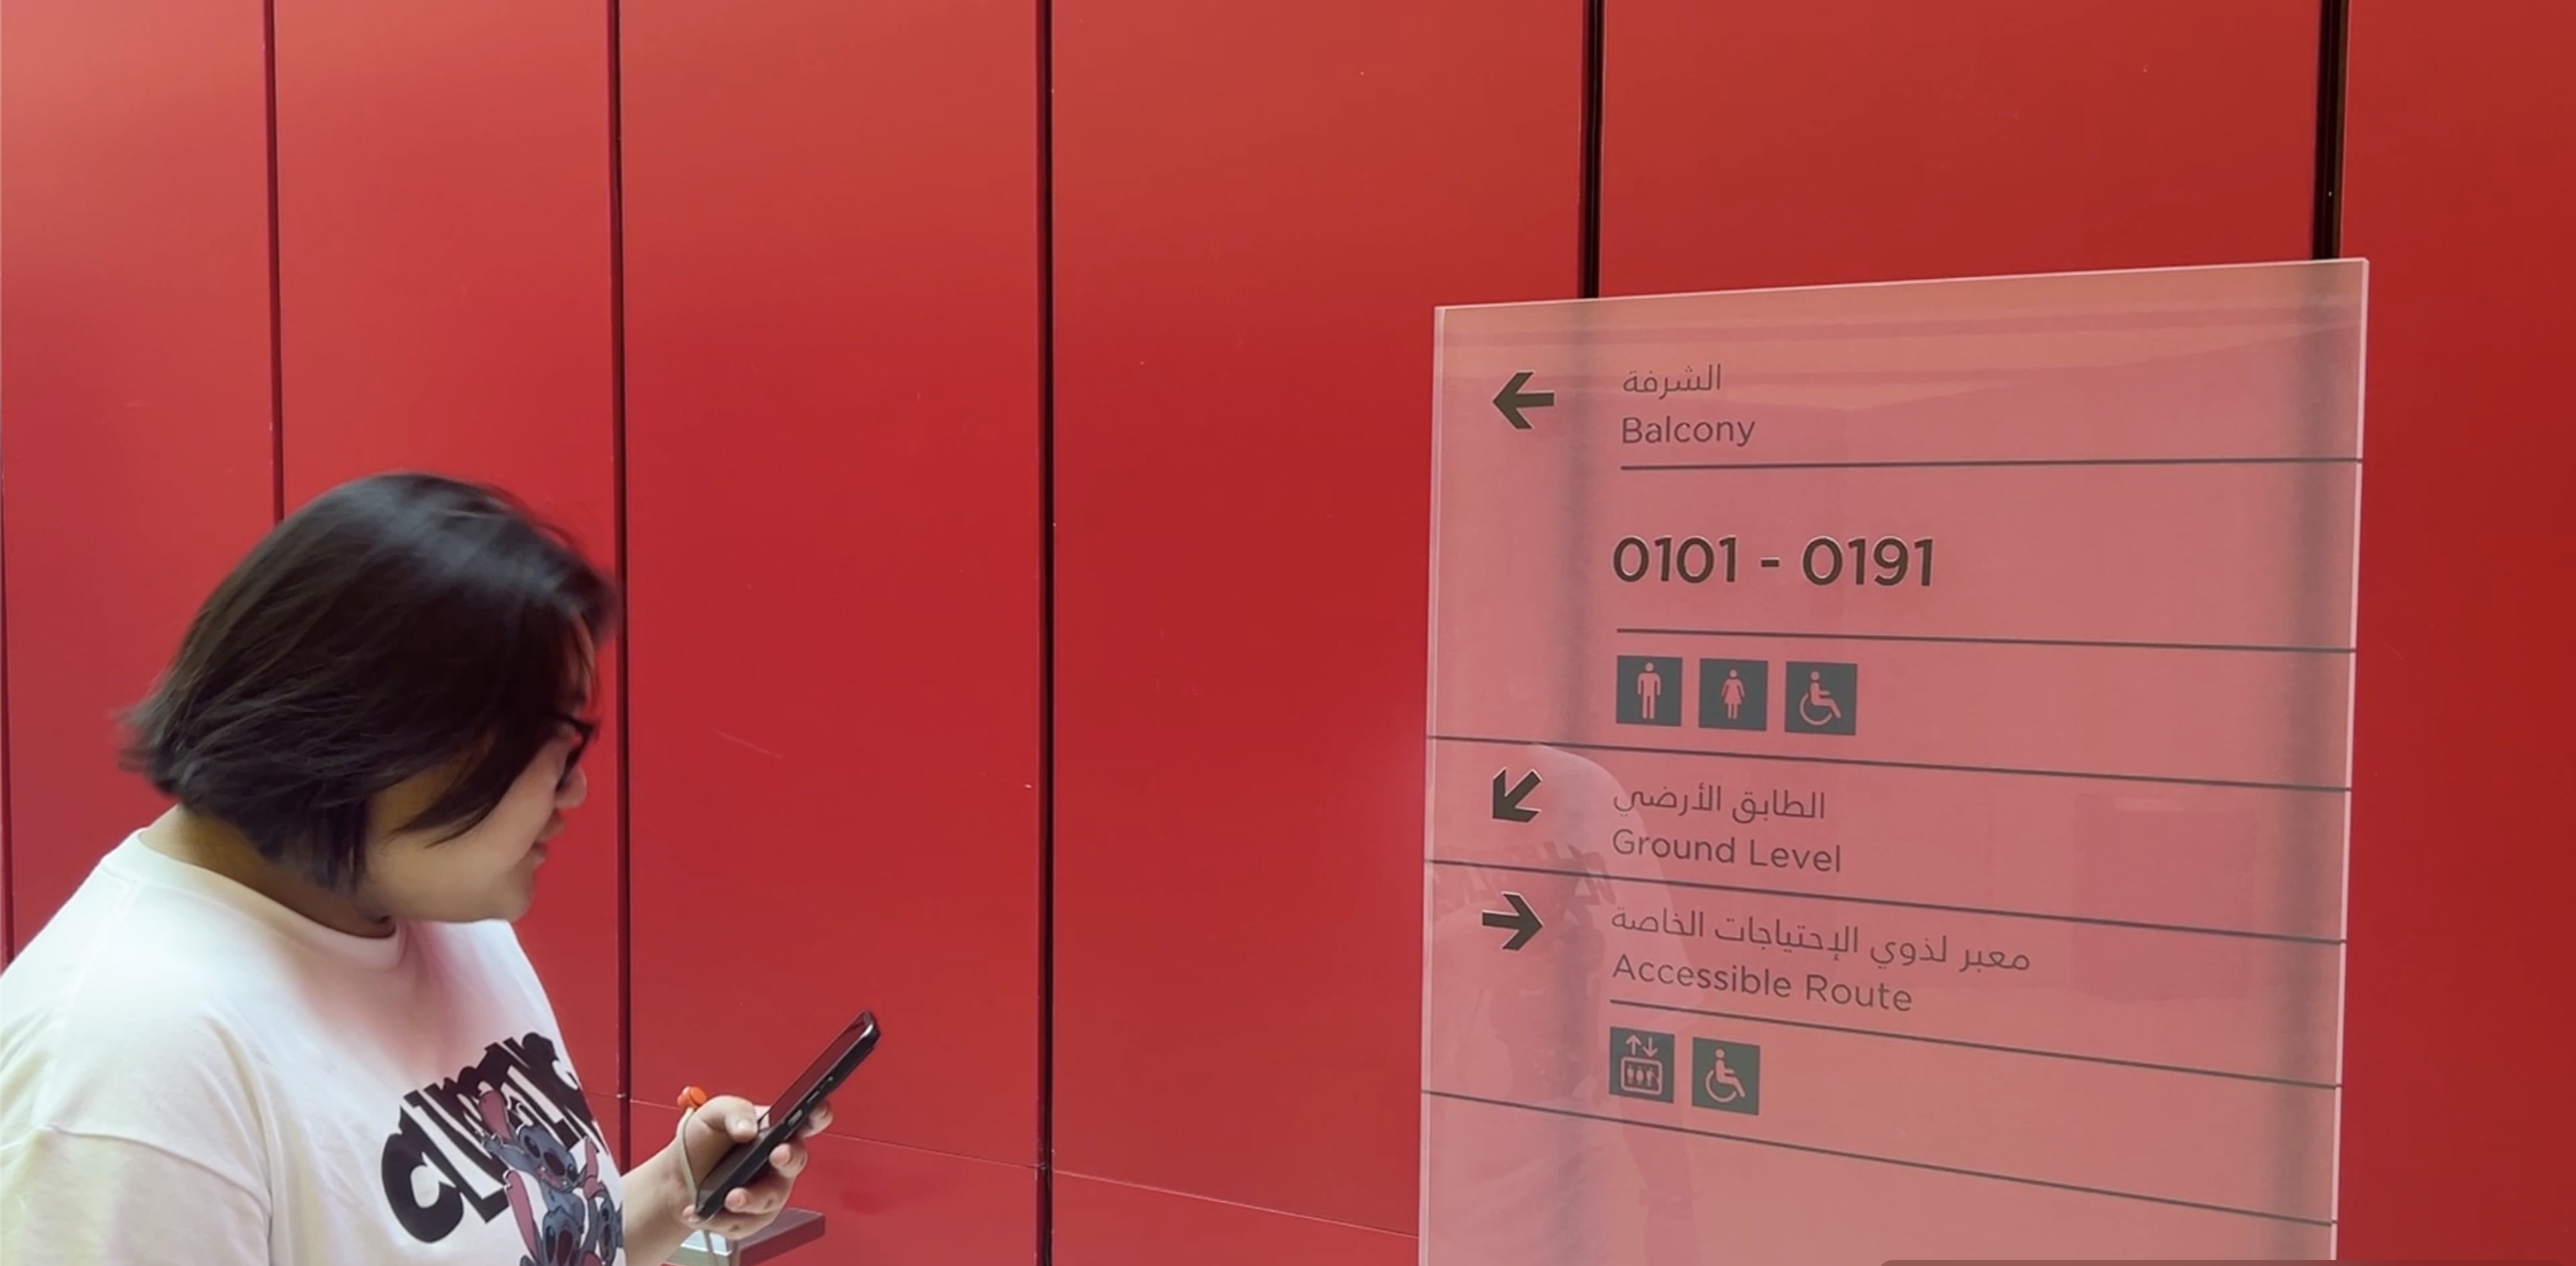 الشرفة
Balcony
0101 - 0191
الطابق الأرضي
Ground Level
معبر لذوي الإحتياجات الخاصة
Accessible Route